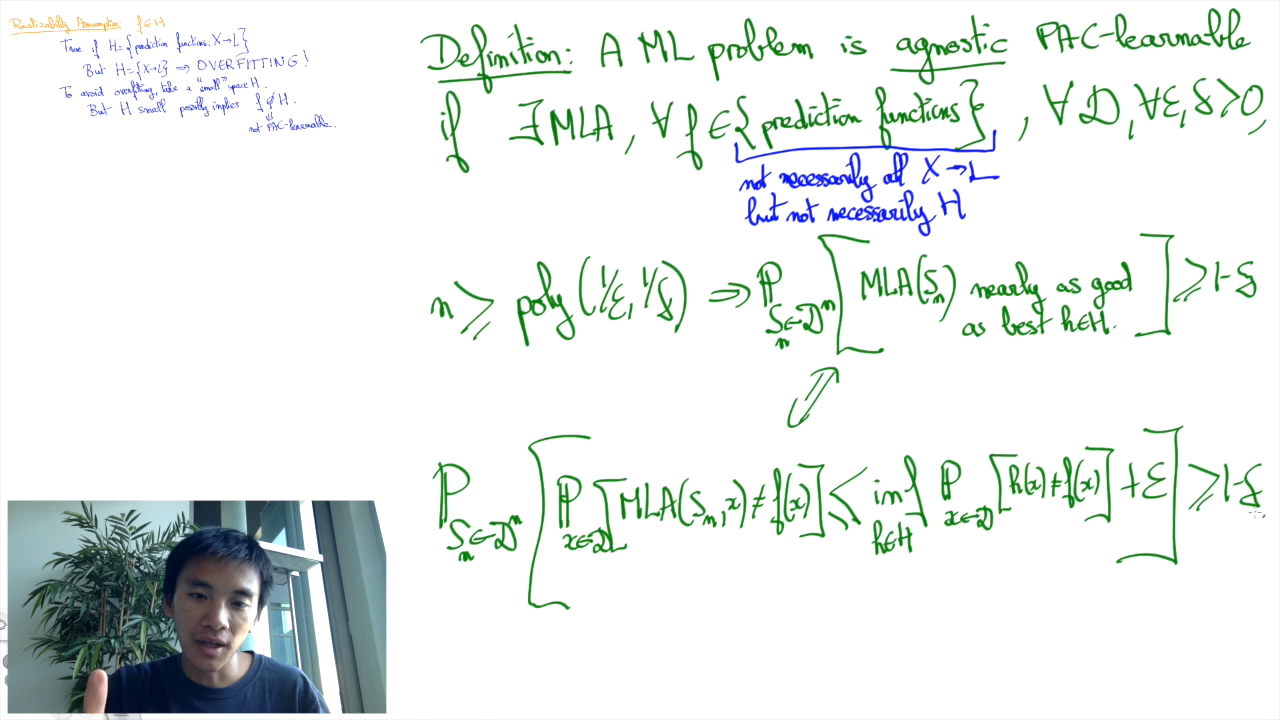 Realizability Assumption: f∈H
True if H={prediction functions: X→L}
But H={X→L} ⇒ OVERFITTING!
To avoid overfitting, take a "small" space H.
But H small possibly implies f∉H.
⇓
not PAC-learnable.
Definition: A ML problem is agnostic PAC-learnable
if ∃MLA, ∀f∈{prediction functions}, ∀D, ∀ε,δ≥0,
not necessarily all X→L
but not necessarily H
n ≥ poly(1/ε, 1/δ) ⇒ ℙ_{S_n←D^n} [MLA(S_n) nearly as good as best h∈H.] ≥ 1-δ
⇗
ℙ_{S_n←D^n} [ℙ_{x←D}[MLA(S_n, x)≠f(x)] ≤ inf_{h∈H} ℙ_{x←D}[h(x)≠f(x)] + ε] ≥ 1-δ.